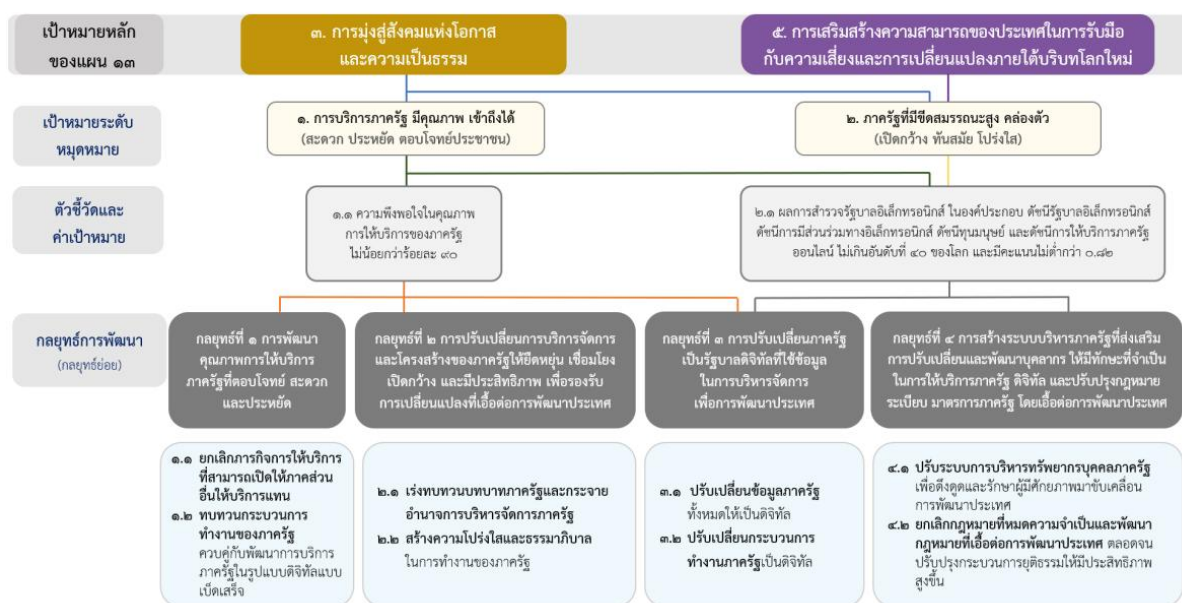 เป้าหมายหลัก
ของแผน ๑๓
๓. การมุ่งสู่สังคมแห่งโอกาส
และความเป็นธรรม
๕. การเสริมสร้างความสามารถของประเทศในการรับมือ
กับความเสี่ยงและการเปลี่ยนแปลงภายใต้บริบทโลกใหม่
เป้าหมายระดับ
หมุดหมาย
๑. การบริการภาครัฐ มีคุณภาพ เข้าถึงได้
(สะดวก ประหยัด ตอบโจทย์ประชาชน)
๒. ภาครัฐที่มีขีดสมรรถนะสูง คล่องตัว
(เปิดกว้าง ทันสมัย โปร่งใส)
ตัวชี้วัดและ
ค่าเป้าหมาย
๑.๑ ความพึงพอใจในคุณภาพ
การให้บริการของภาครัฐ
ไม่น้อยกว่าร้อยละ ๙๐
๒.๑ ผลการสำรวจรัฐบาลอิเล็กทรอนิกส์ ในองค์ประกอบ ดัชนีรัฐบาลอิเล็กทรอนิกส์
ดัชนีการมีส่วนร่วมทางอิเล็กทรอนิกส์ ดัชนีทุนมนุษย์ และดัชนีการให้บริการภาครัฐ
ออนไลน์ ไม่เกินอันดับที่ ๔๐ ของโลก และมีคะแนนไม่ต่ำกว่า ๐.๘๒
กลยุทธ์การพัฒนา
(กลยุทธ์ย่อย)
กลยุทธ์ที่ ๑ การพัฒนา
คุณภาพการให้บริการ
ภาครัฐที่ตอบโจทย์ สะดวก
และประหยัด
กลยุทธ์ที่ ๒ การปรับเปลี่ยนการบริการจัดการ
และโครงสร้างของภาครัฐให้ยืดหยุ่น เชื่อมโยง
เปิดกว้าง และมีประสิทธิภาพ เพื่อรองรับ
การเปลี่ยนแปลงที่เอื้อต่อการพัฒนาประเทศ
กลยุทธ์ที่ ๓ การปรับเปลี่ยนภาครัฐ
เป็นรัฐบาลดิจิทัลที่ใช้ข้อมูล
ในการบริหารจัดการ
เพื่อการพัฒนาประเทศ
กลยุทธ์ที่ ๔ การสร้างระบบบริหารภาครัฐที่ส่งเสริม
การปรับเปลี่ยนและพัฒนาบุคลากร ให้มีทักษะที่จำเป็น
ในการให้บริการภาครัฐ ดิจิทัล และปรับปรุงกฎหมาย
ระเบียบ มาตรการภาครัฐ โดยเอื้อต่อการพัฒนาประเทศ
๑.๑ ยกเลิกภารกิจการให้บริการ
ที่สามารถเปิดให้ภาคส่วน
อื่นให้บริการแทน
๑.๒ ทบทวนกระบวนการ
ทำงานของภาครัฐ
ควบคู่กับพัฒนาการบริการ
ภาครัฐในรูปแบบดิจิทัลแบบ
เบ็ดเสร็จ
๒.๑ เร่งทบทวนบทบาทภาครัฐและกระจาย
อำนาจการบริหารจัดการภาครัฐ
๒.๒ สร้างความโปร่งใสและธรรมาภิบาล
ในการทำงานของภาครัฐ
๓.๑ ปรับเปลี่ยนข้อมูลภาครัฐ
ทั้งหมดให้เป็นดิจิทัล
๓.๒ ปรับเปลี่ยนกระบวนการ
ทำงานภาครัฐเป็นดิจิทัล
๔.๑ ปรับระบบการบริหารทรัพยากรบุคคลภาครัฐ
เพื่อดึงดูดและรักษาผู้มีศักยภาพมาขับเคลื่อน
การพัฒนาประเทศ
๔.๒ ยกเลิกกฎหมายที่หมดความจำเป็นและพัฒนา
กฎหมายที่เอื้อต่อการพัฒนาประเทศ ตลอดจน
ปรับปรุงกระบวนการยุติธรรมให้มีประสิทธิภาพ
สูงขึ้น